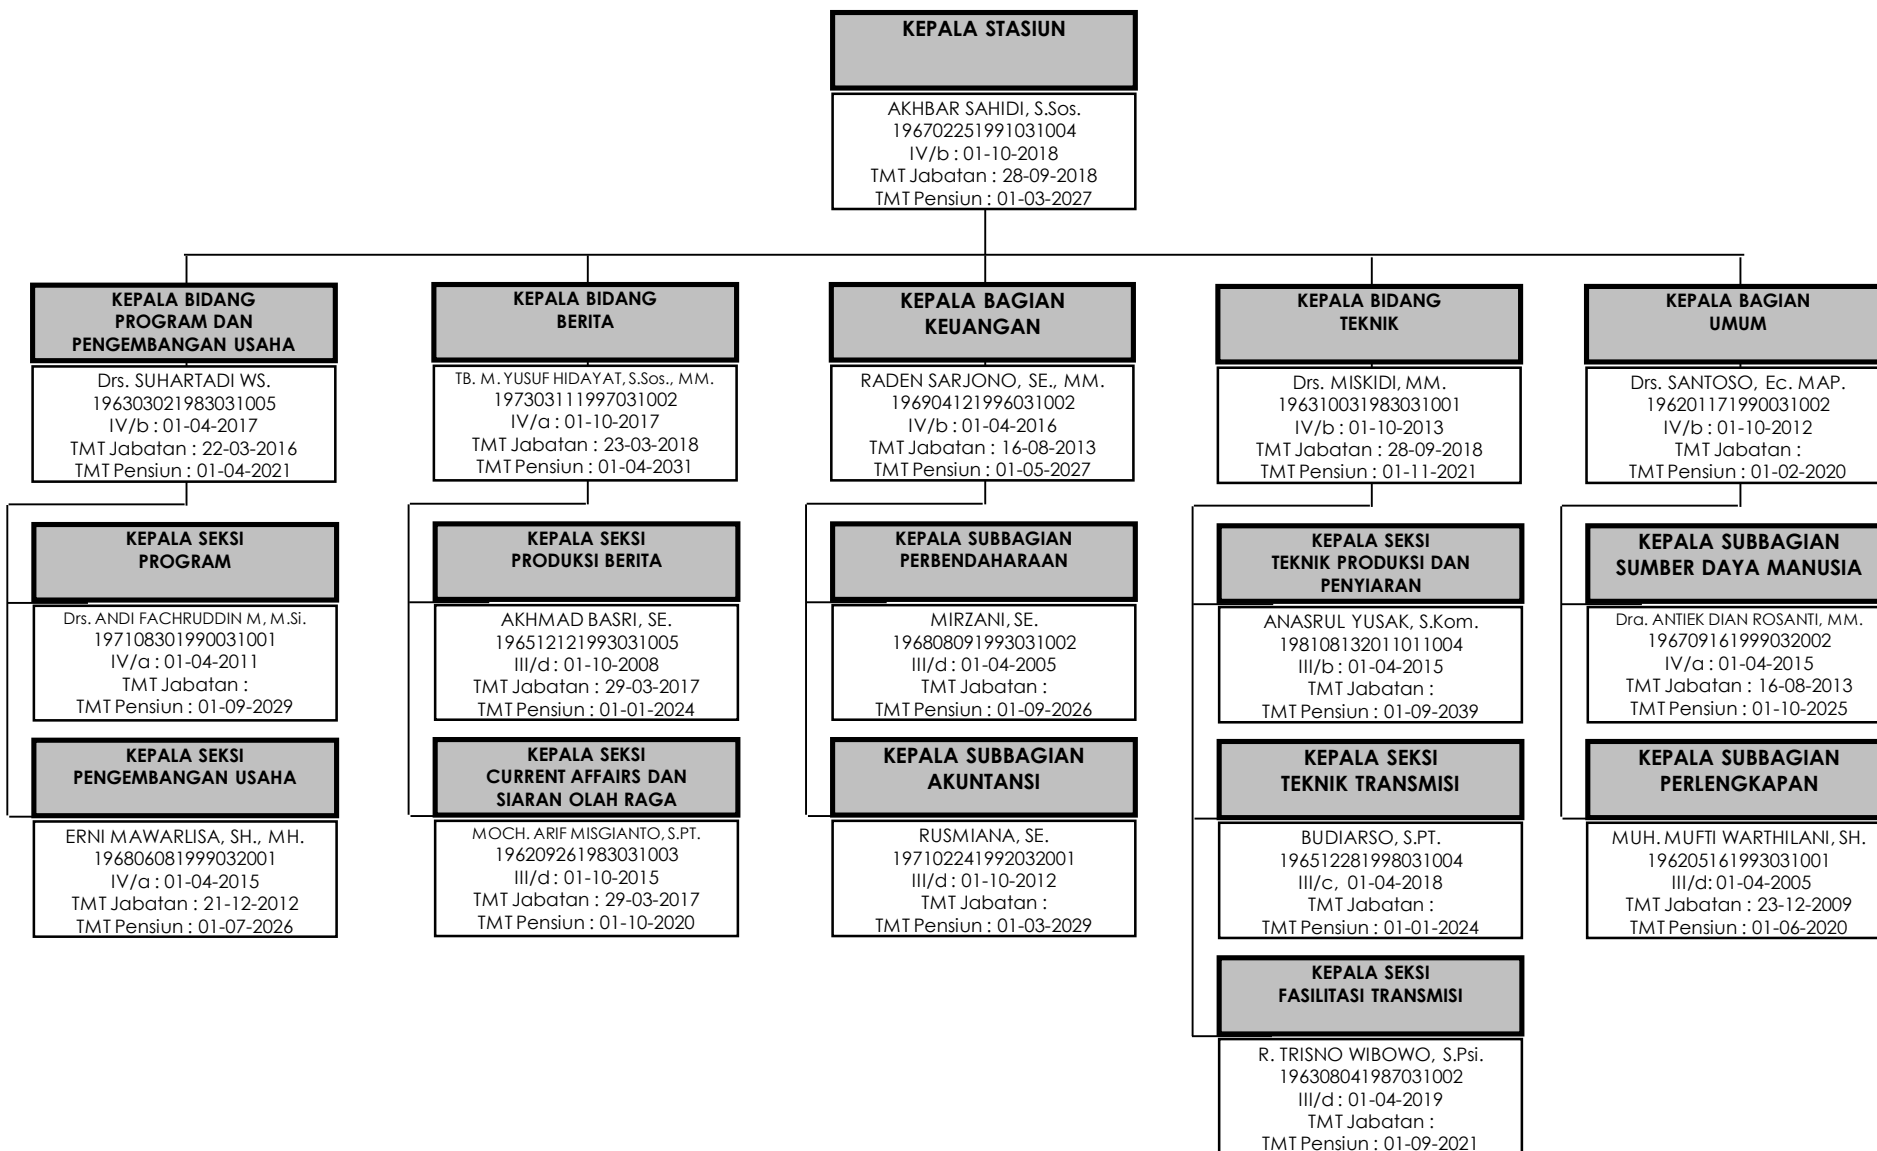 KEPALA STASIUN
AKHBAR SAHIDI, S.Sos.
196702251991031004
IV/b : 01-10-2018
TMT Jabatan : 28-09-2018
TMT Pensiun : 01-03-2027
KEPALA BIDANG
PROGRAM DAN
PENGEMBANGAN USAHA
Drs. SUHARTADI WS.
196303021983031005
IV/b : 01-04-2017
TMT Jabatan : 22-03-2016
TMT Pensiun : 01-04-2021
KEPALA SEKSI
PROGRAM
Drs. ANDI FACHRUDDIN M, M.Si.
197108301990031001
IV/a : 01-04-2011
TMT Jabatan :
TMT Pensiun : 01-09-2029
KEPALA SEKSI
PENGEMBANGAN USAHA
ERNI MAWARLISA, SH., MH.
196806081999032001
IV/a : 01-04-2015
TMT Jabatan : 21-12-2012
TMT Pensiun : 01-07-2026
KEPALA BIDANG
BERITA
TB. M. YUSUF HIDAYAT, S.Sos., MM.
197303111997031002
IV/a : 01-10-2017
TMT Jabatan : 23-03-2018
TMT Pensiun : 01-04-2031
KEPALA SEKSI
PRODUKSI BERITA
AKHMAD BASRI, SE.
196512121993031005
III/d : 01-10-2008
TMT Jabatan : 29-03-2017
TMT Pensiun : 01-01-2024
KEPALA SEKSI
CURRENT AFFAIRS DAN
SIARAN OLAH RAGA
MOCH. ARIF MISGIANTO, S.PT.
196209261983031003
III/d : 01-10-2015
TMT Jabatan : 29-03-2017
TMT Pensiun : 01-10-2020
KEPALA BAGIAN
KEUANGAN
RADEN SARJONO, SE., MM.
196904121996031002
IV/b : 01-04-2016
TMT Jabatan : 16-08-2013
TMT Pensiun : 01-05-2027
KEPALA SUBBAGIAN
PERBENDAHARAAN
MIRZANI, SE.
196808091993031002
III/d : 01-04-2005
TMT Jabatan :
TMT Pensiun : 01-09-2026
KEPALA SUBBAGIAN
AKUNTANSI
RUSMIANA, SE.
197102241992032001
III/d : 01-10-2012
TMT Jabatan :
TMT Pensiun : 01-03-2029
KEPALA BIDANG
TEKNIK
Drs. MISKIDI, MM.
196310031983031001
IV/b : 01-10-2013
TMT Jabatan : 28-09-2018
TMT Pensiun : 01-11-2021
KEPALA SEKSI
TEKNIK PRODUKSI DAN
PENYIARAN
ANASRUL YUSAK, S.Kom.
198108132011011004
III/b : 01-04-2015
TMT Jabatan :
TMT Pensiun : 01-09-2039
KEPALA SEKSI
TEKNIK TRANSMISI
BUDIARSO, S.PT.
196512281998031004
III/c, 01-04-2018
TMT Jabatan :
TMT Pensiun : 01-01-2024
KEPALA SEKSI
FASILITASI TRANSMISI
R. TRISNO WIBOWO, S.Psi.
196308041987031002
III/d : 01-04-2019
TMT Jabatan :
TMT Pensiun : 01-09-2021
KEPALA BAGIAN
UMUM
Drs. SANTOSO, Ec. MAP.
196201171990031002
IV/b : 01-10-2012
TMT Jabatan :
TMT Pensiun : 01-02-2020
KEPALA SUBBAGIAN
SUMBER DAYA MANUSIA
Dra. ANTIEK DIAN ROSANTI, MM.
196709161999032002
IV/a : 01-04-2015
TMT Jabatan : 16-08-2013
TMT Pensiun : 01-10-2025
KEPALA SUBBAGIAN
PERLENGKAPAN
MUH. MUFTI WARTHILANI, SH.
196205161993031001
III/d: 01-04-2005
TMT Jabatan : 23-12-2009
TMT Pensiun : 01-06-2020